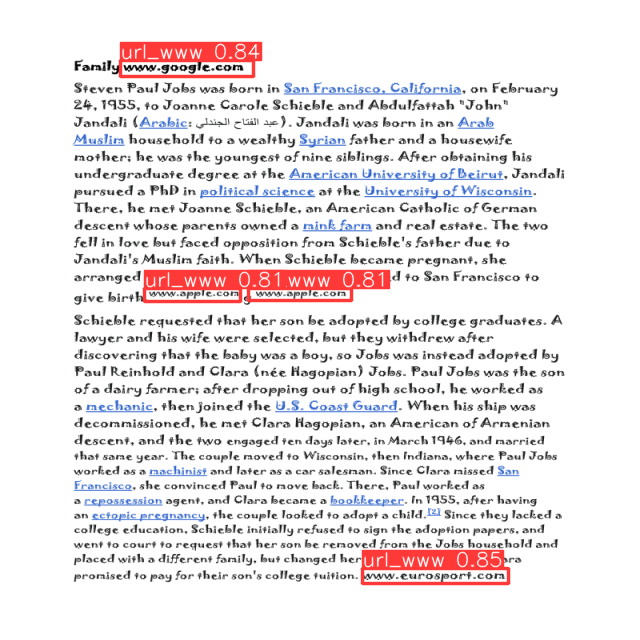 url_www 0.84
Family www.google.com
Steven Paul Jobs was born in San Francisco, California, on February
24, 1955, to Joanne Carole Schieble and Abdulfattah "John"
Jandali (Arabic: عبد الفتاح الجندلي). Jandali was born in an Arab
Muslim household to a wealthy Syrian father and a housewife
mother; he was the youngest of nine siblings. After obtaining his
undergraduate degree at the American University of Beirut, Jandali
pursued a PhD in political science at the University of Wisconsin.
There, he met Joanne Schieble, an American Catholic of German
descent whose parents owned a mink farm and real estate. The two
fell in love but faced opposition from Schieble's father due to
Jandali's Muslim faith. When Schieble became pregnant, she
arranged url_www 0.81 www 0.81 d to San Francisco to
give birth www.apple.com g www.apple.com
Schieble requested that her son be adopted by college graduates. A
lawyer and his wife were selected, but they withdrew after
discovering that the baby was a boy, so Jobs was instead adopted by
Paul Reinhold and Clara (née Hagopian) Jobs. Paul Jobs was the son
of a dairy farmer; after dropping out of high school, he worked as
a mechanic, then joined the U.S. Coast Guard. When his ship was
decommissioned, he met Clara Hagopian, an American of Armenian
descent, and the two engaged ten days later, in March 1946, and married
that same year. The couple moved to Wisconsin, then Indiana, where Paul Jobs
worked as a machinist and later as a car salesman. Since Clara missed San
Francisco, she convinced Paul to move back. There, Paul worked as
a repossession agent, and Clara became a bookkeeper. In 1955, after having
an ectopic pregnancy, the couple looked to adopt a child.[2] Since they lacked a
college education, Schieble initially refused to sign the adoption papers, and
went to court to request that her son be removed from the Jobs household and
placed with a different family, but changed her url_www 0.85 ara
promised to pay for their son's college tuition. www.eurosport.com